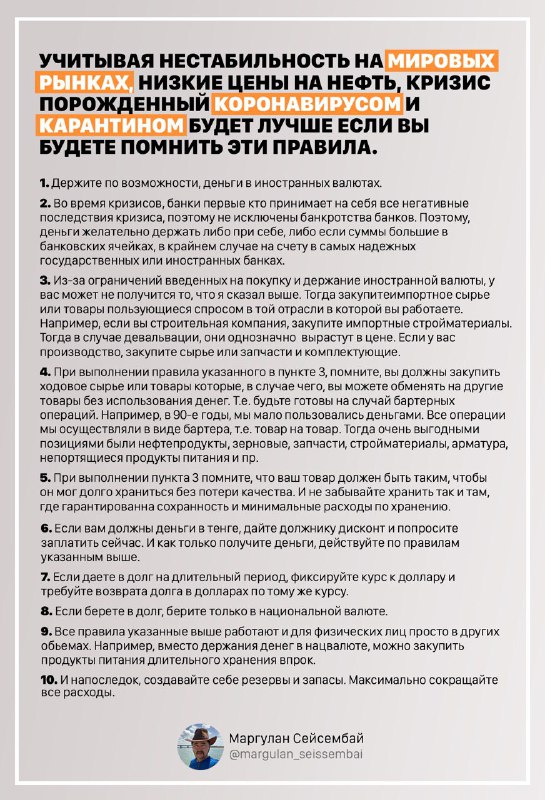 УЧИТЫВАЯ НЕСТАБИЛЬНОСТЬ НА МИРОВЫХ
РЫНКАХ, НИЗКИЕ ЦЕНЫ НА НЕФТЬ, КРИЗИС
ПОРОЖДЕННЫЙ КОРОНАВИРУСОМ И
КАРАНТИНОМ БУДЕТ ЛУЧШЕ ЕСЛИ ВЫ
БУДЕТЕ ПОМНИТЬ ЭТИ ПРАВИЛА.
1. Держите по возможности, деньги в иностранных валютах.
2. Во время кризисов, банки первые кто принимает на себя все негативные
последствия кризиса, поэтому не исключены банкротства банков. Поэтому,
деньги желательно держать либо при себе, либо если суммы большие в
банковских ячейках, в крайнем случае на счету в самых надежных
государственных или иностранных банках.
3. Из-за ограничений введенных на покупку и держание иностранной валюты, у
вас может не получится то, что я сказал выше. Тогда закупитеимпортное сырье
или товары пользующиеся спросом в той отрасли в которой вы работаете.
Например, если вы строительная компания, закупите импортные стройматериалы.
Тогда в случае девальвации, они однозначно вырастут в цене. Если у вас
производство, закупите сырье или запчасти и комплектующие.
4. При выполнении правила указанного в пункте 3, помните, вы должны закупить
ходовое сырье или товары которые, в случае чего, вы можете обменять на другие
товары без использования денег. Т.е. будьте готовы на случай бартерных
операций. Например, в 90-е годы, мы мало пользовались деньгами. Все операции
мы осуществляли в виде бартера, т.е. товар на товар. Тогда очень выгодными
позициями были нефтепродукты, зерновые, запчасти, стройматериалы, арматура,
непортящиеся продукты питания и пр.
5. При выполнении пункта 3 помните, что ваш товар должен быть таким, чтобы
он мог долго храниться без потери качества. И не забывайте хранить так и там,
где гарантированна сохранность и минимальные расходы по хранению.
6. Если вам должны деньги в тенге, дайте должнику дисконт и попросите
заплатить сейчас. И как только получите деньги, действуйте по правилам
указанным выше.
7. Если даете в долг на длительный период, фиксируйте курс к доллару и
требуйте возврата долга в долларах по тому же курсу.
8. Если берете в долг, берите только в национальной валюте.
9. Все правила указанные выше работают и для физических лиц просто в других
обьемах. Например, вместо держания денег в нацвалюте, можно закупить
продукты питания длительного хранения впрок.
10. И напоследок, создавайте себе резервы и запасы. Максимально сокращайте
все расходы.
Маргулан Сейсембай
@margulan_seissembai